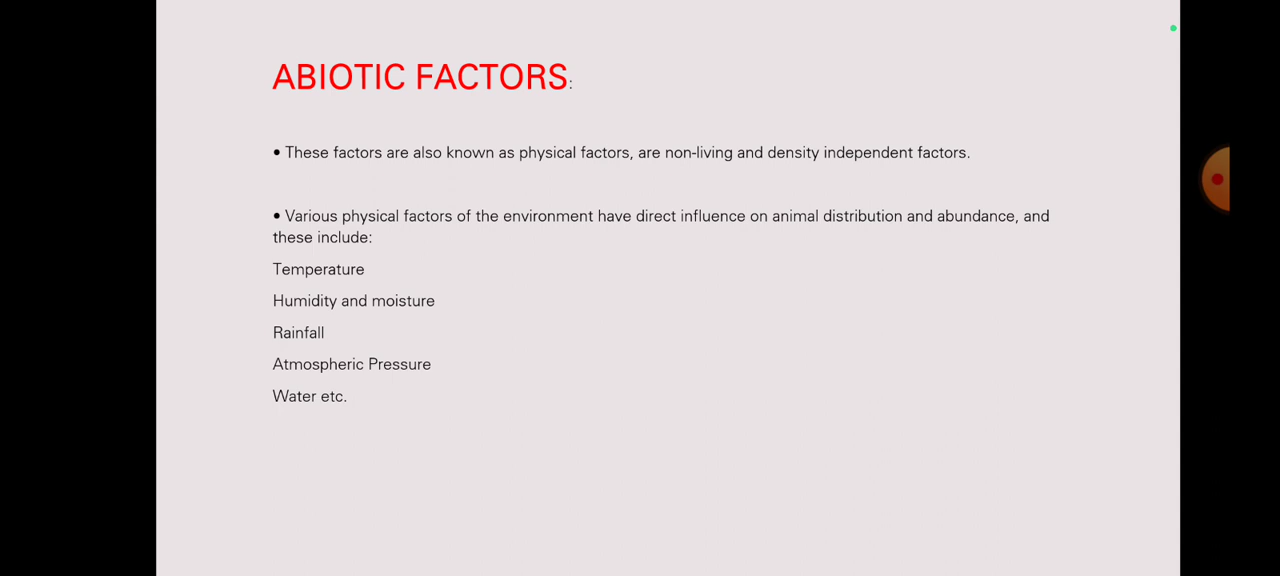 ABIOTIC FACTORS:
• These factors are also known as physical factors, are non-living and density independent factors.
• Various physical factors of the environment have direct influence on animal distribution and abundance, and
these include:
Temperature
Humidity and moisture
Rainfall
Atmospheric Pressure
Water etc.